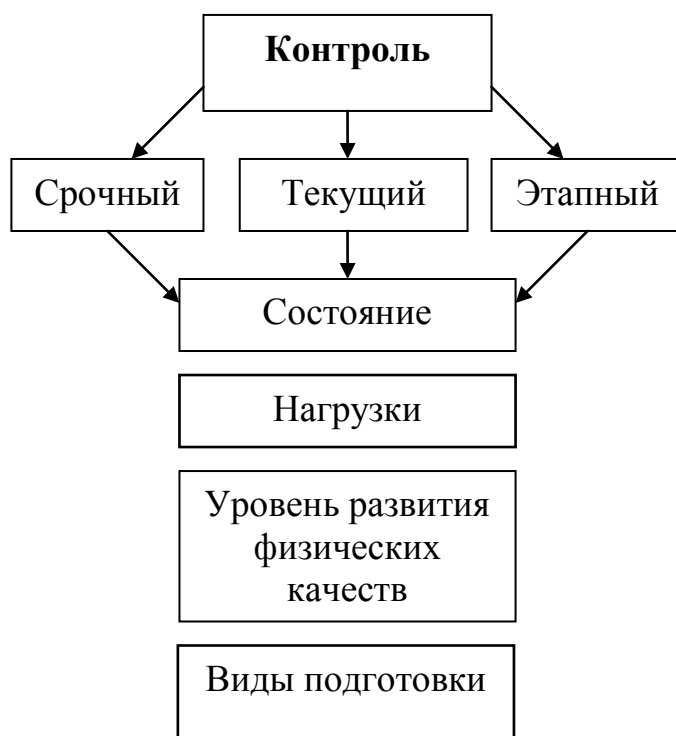 Контроль
Срочный
Текущий
Этапный
Состояние
Нагрузки
Уровень развития
физических
качеств
Виды подготовки